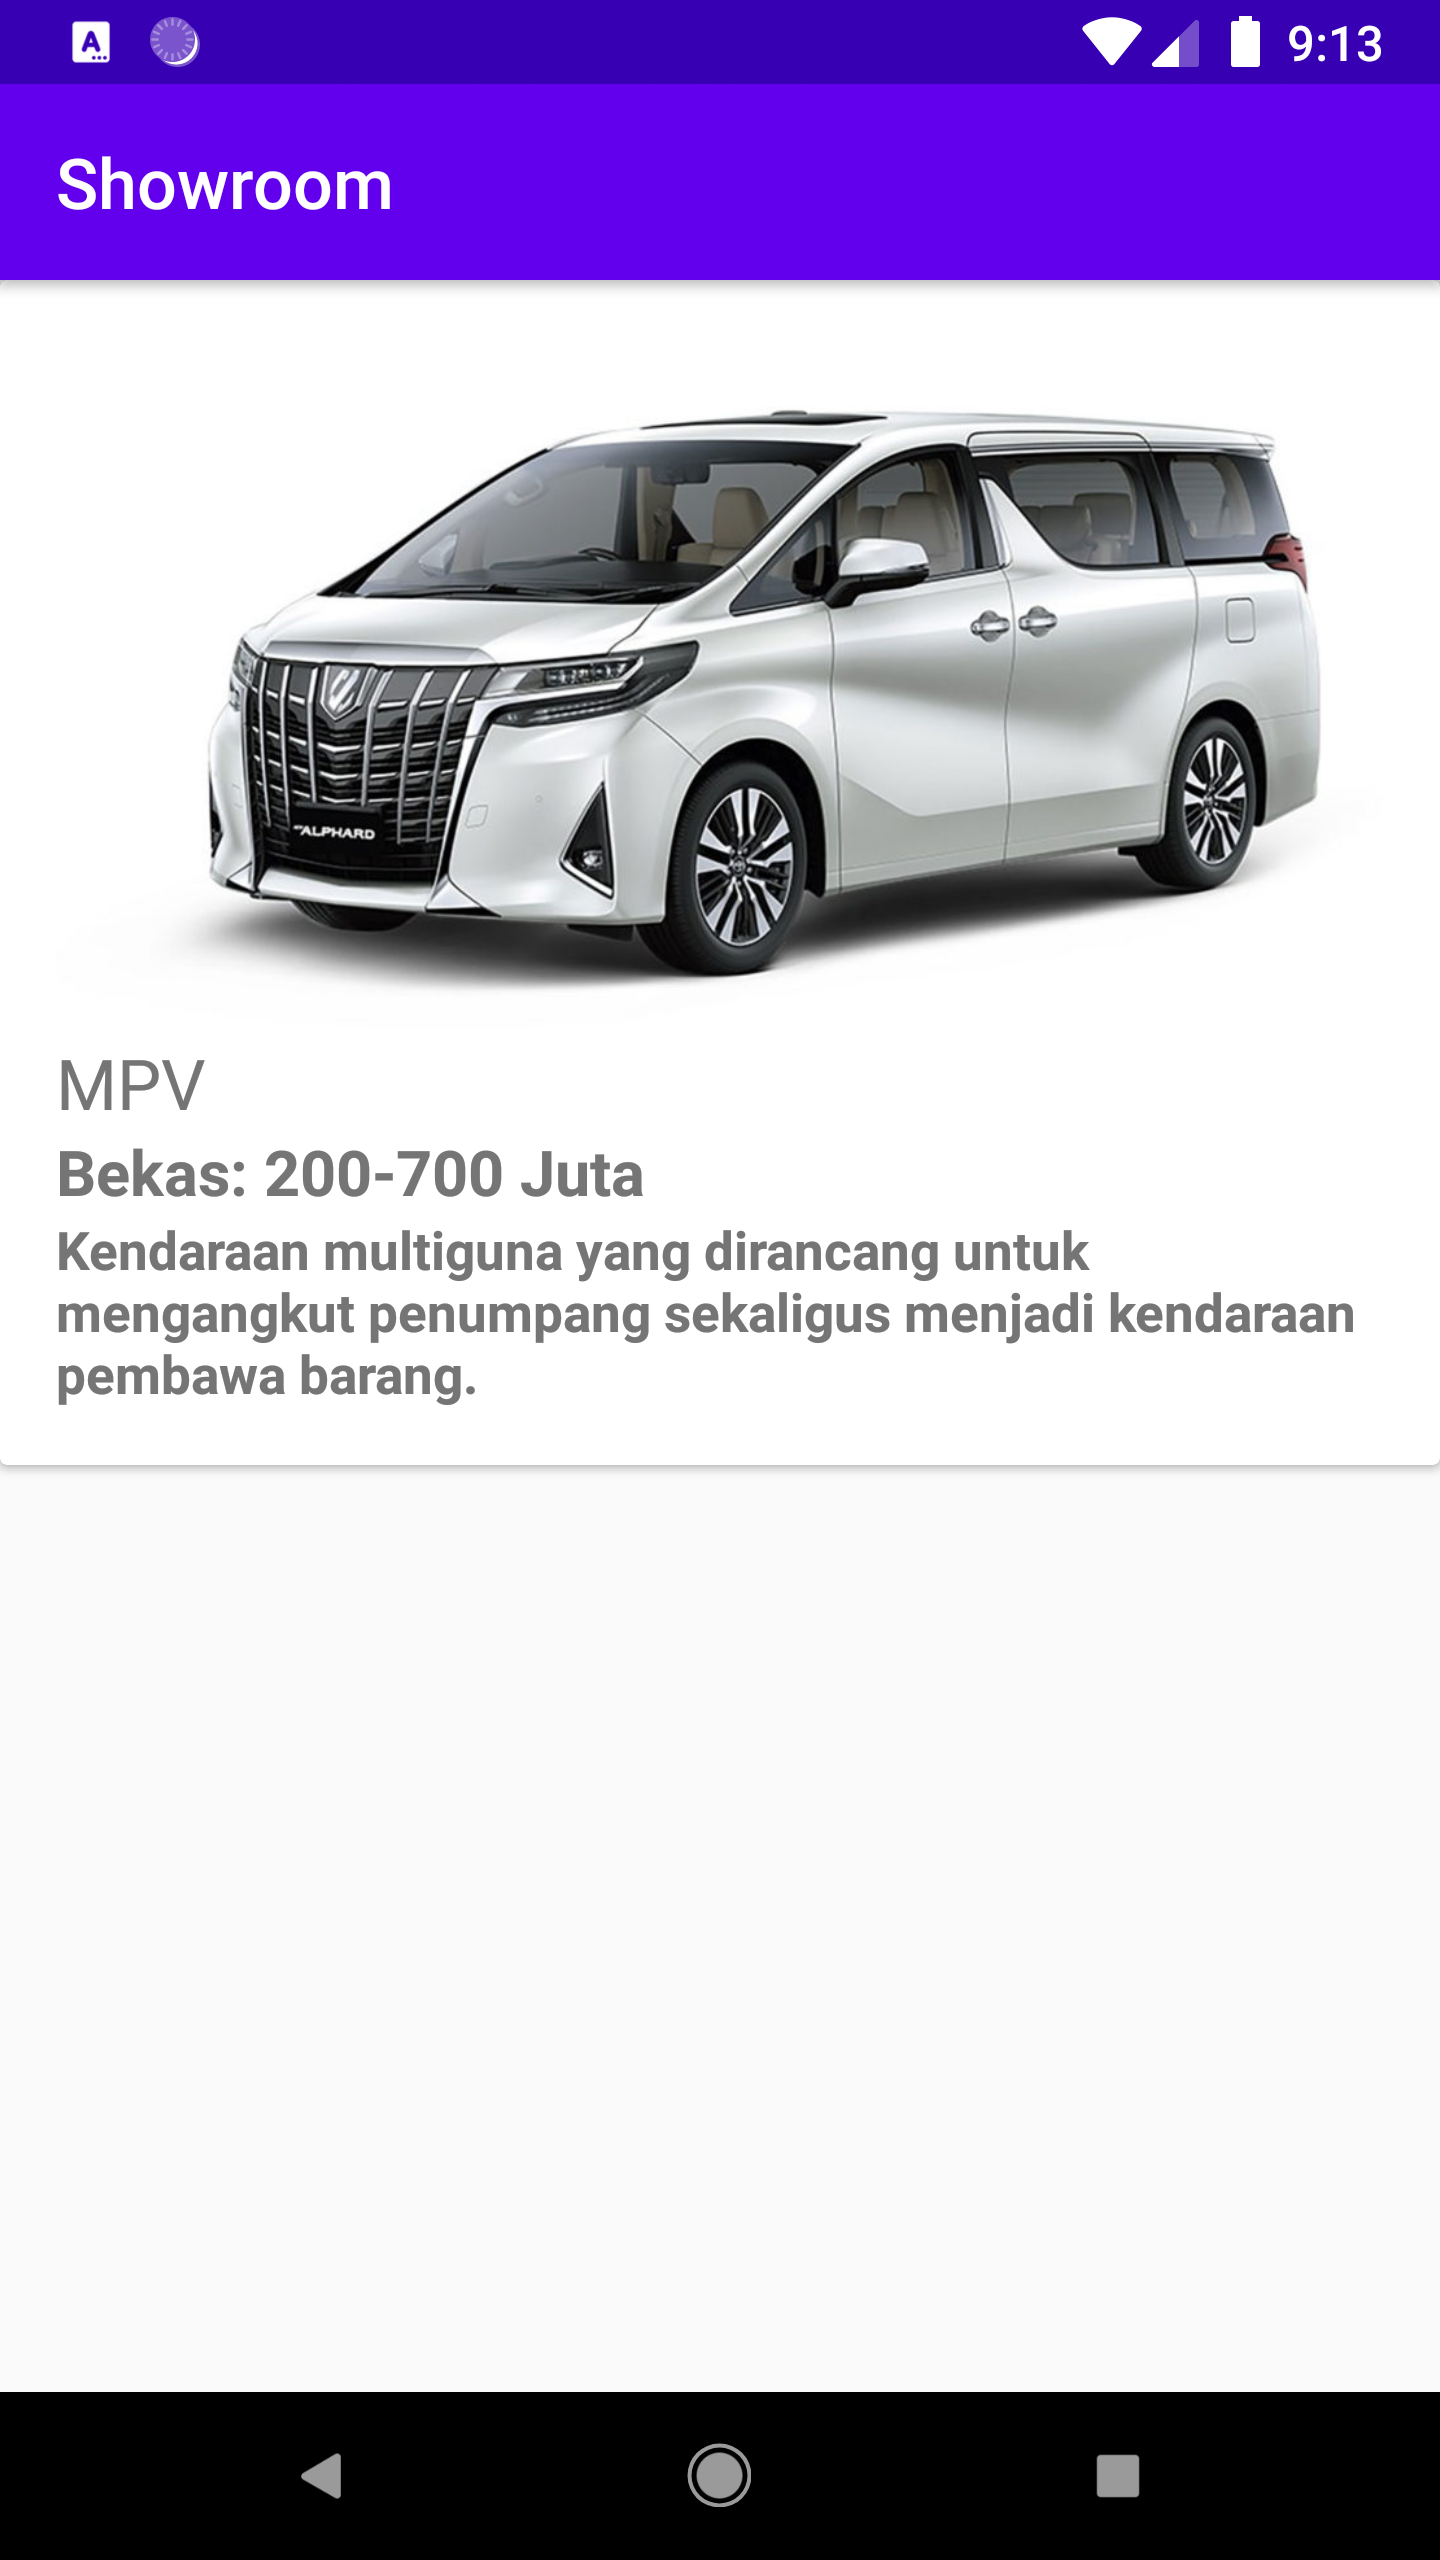 9:13
Showroom
ALPHARD
MPV
Bekas: 200-700 Juta
Kendaraan multiguna yang dirancang untuk
mengangkut penumpang sekaligus menjadi kendaraan
pembawa barang.